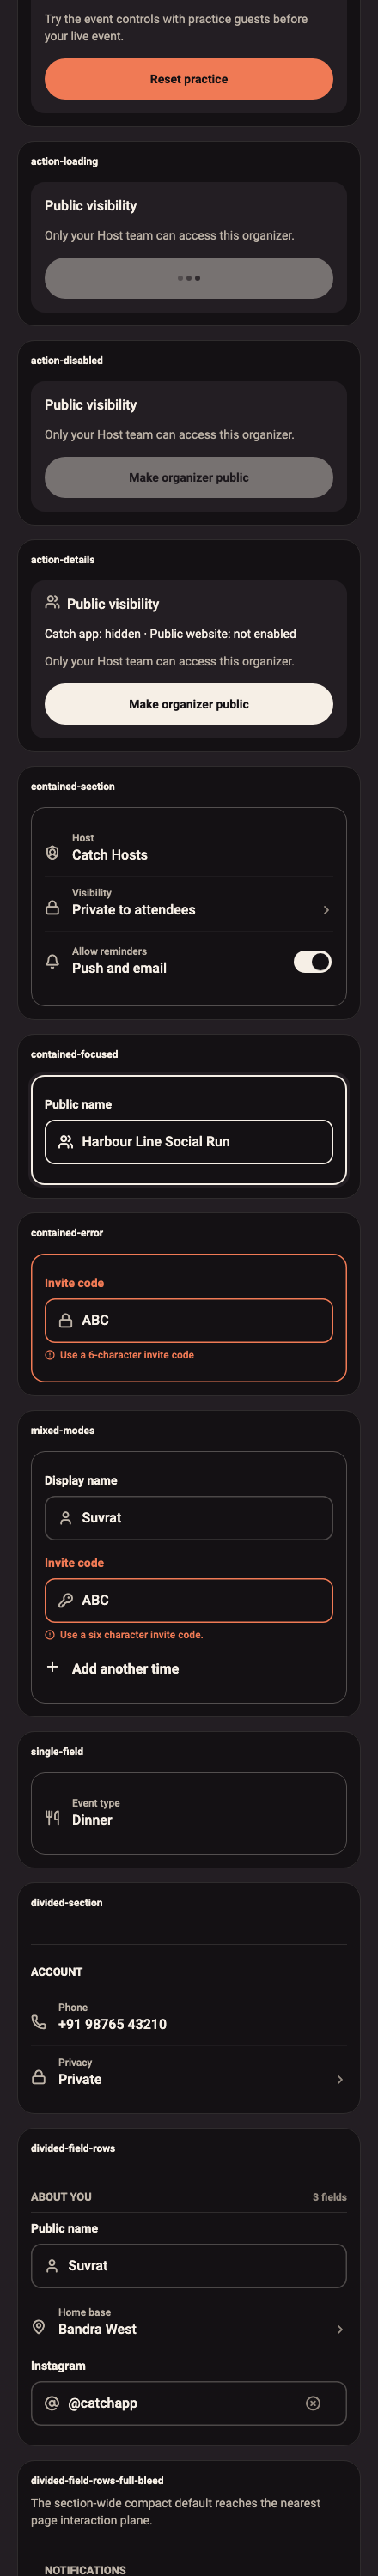 Try the event controls with practice guests before
your live event.
Reset practice
action-loading
Public visibility
Only your Host team can access this organizer.
action-disabled
Public visibility
Only your Host team can access this organizer.
Make organizer public
action-details
Public visibility
Catch app: hidden · Public website: not enabled
Only your Host team can access this organizer.
Make organizer public
contained-section
Host
Catch Hosts
Visibility
Private to attendees
Allow reminders
Push and email
contained-focused
Public name
Harbour Line Social Run
contained-error
Invite code
ABC
Use a 6-character invite code
mixed-modes
Display name
Suvrat
Invite code
ABC
Use a six character invite code.
Add another time
single-field
Event type
Dinner
divided-section
ACCOUNT
Phone
+91 98765 43210
Privacy
Private
divided-field-rows
ABOUT YOU 3 fields
Public name
Suvrat
Home base
Bandra West
Instagram
@catchapp
divided-field-rows-full-bleed
The section-wide compact default reaches the nearest
page interaction plane.
NOTIFICATIONS